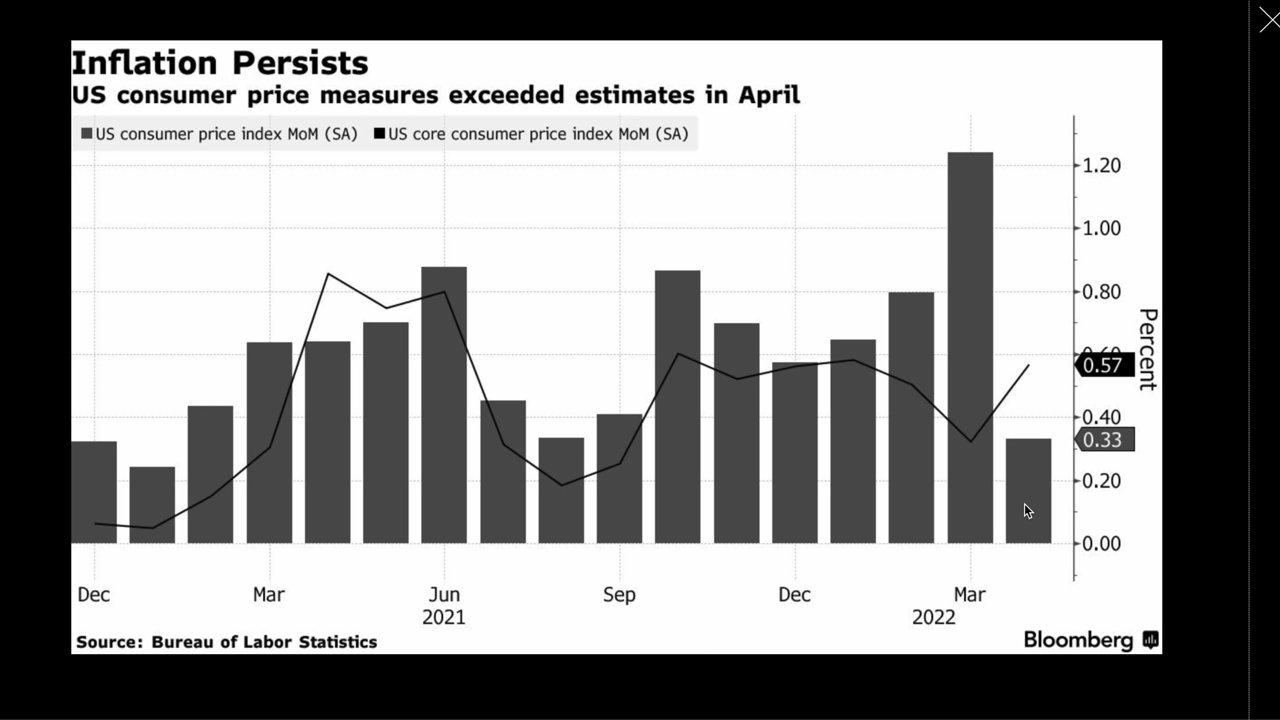 Inflation Persists
US consumer price measures exceeded estimates in April
US consumer price index MoM (SA) US core consumer price index MoM (SA)
1.20
1.00
0.80
0.60
0.57
0.40
0.33
0.20
0.00
Percent
Dec Mar Jun Sep Dec Mar
2021 2022
Source: Bureau of Labor Statistics
Bloomberg